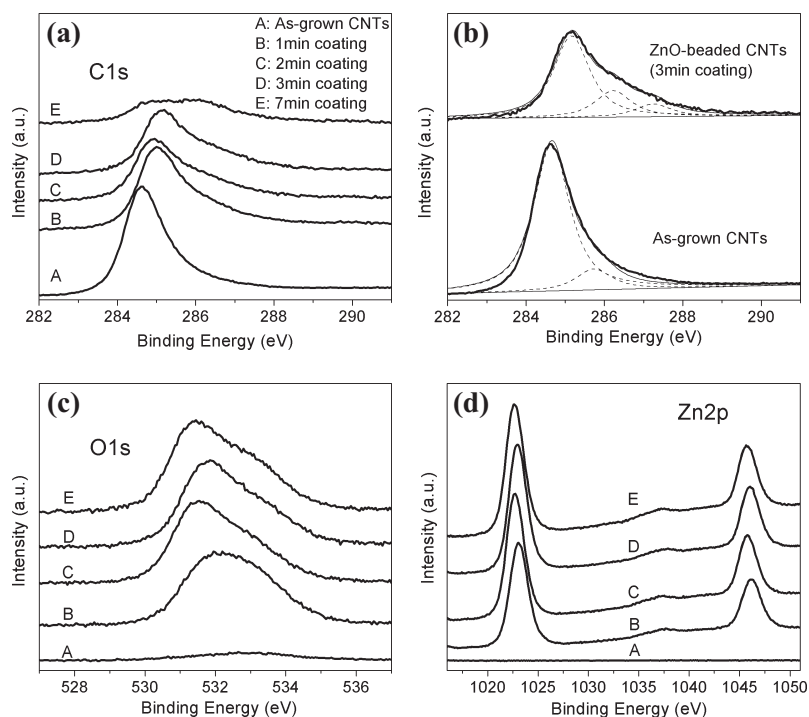 (a)
C1s
A: As-grown CNTs
B: 1min coating
C: 2min coating
D: 3min coating
E: 7min coating
E
D
C
B
A
Intensity (a.u.)
282 284 286 288 290
Binding Energy (eV)
(b)
ZnO-beaded CNTs
(3min coating)
As-grown CNTs
Intensity (a.u.)
282 284 286 288 290
Binding Energy (eV)
(c)
O1s
E
D
C
B
A
Intensity (a.u.)
528 530 532 534 536
Binding Energy (eV)
(d)
Zn2p
E
D
C
B
A
Intensity (a.u.)
1020 1025 1030 1035 1040 1045 1050
Binding Energy (eV)